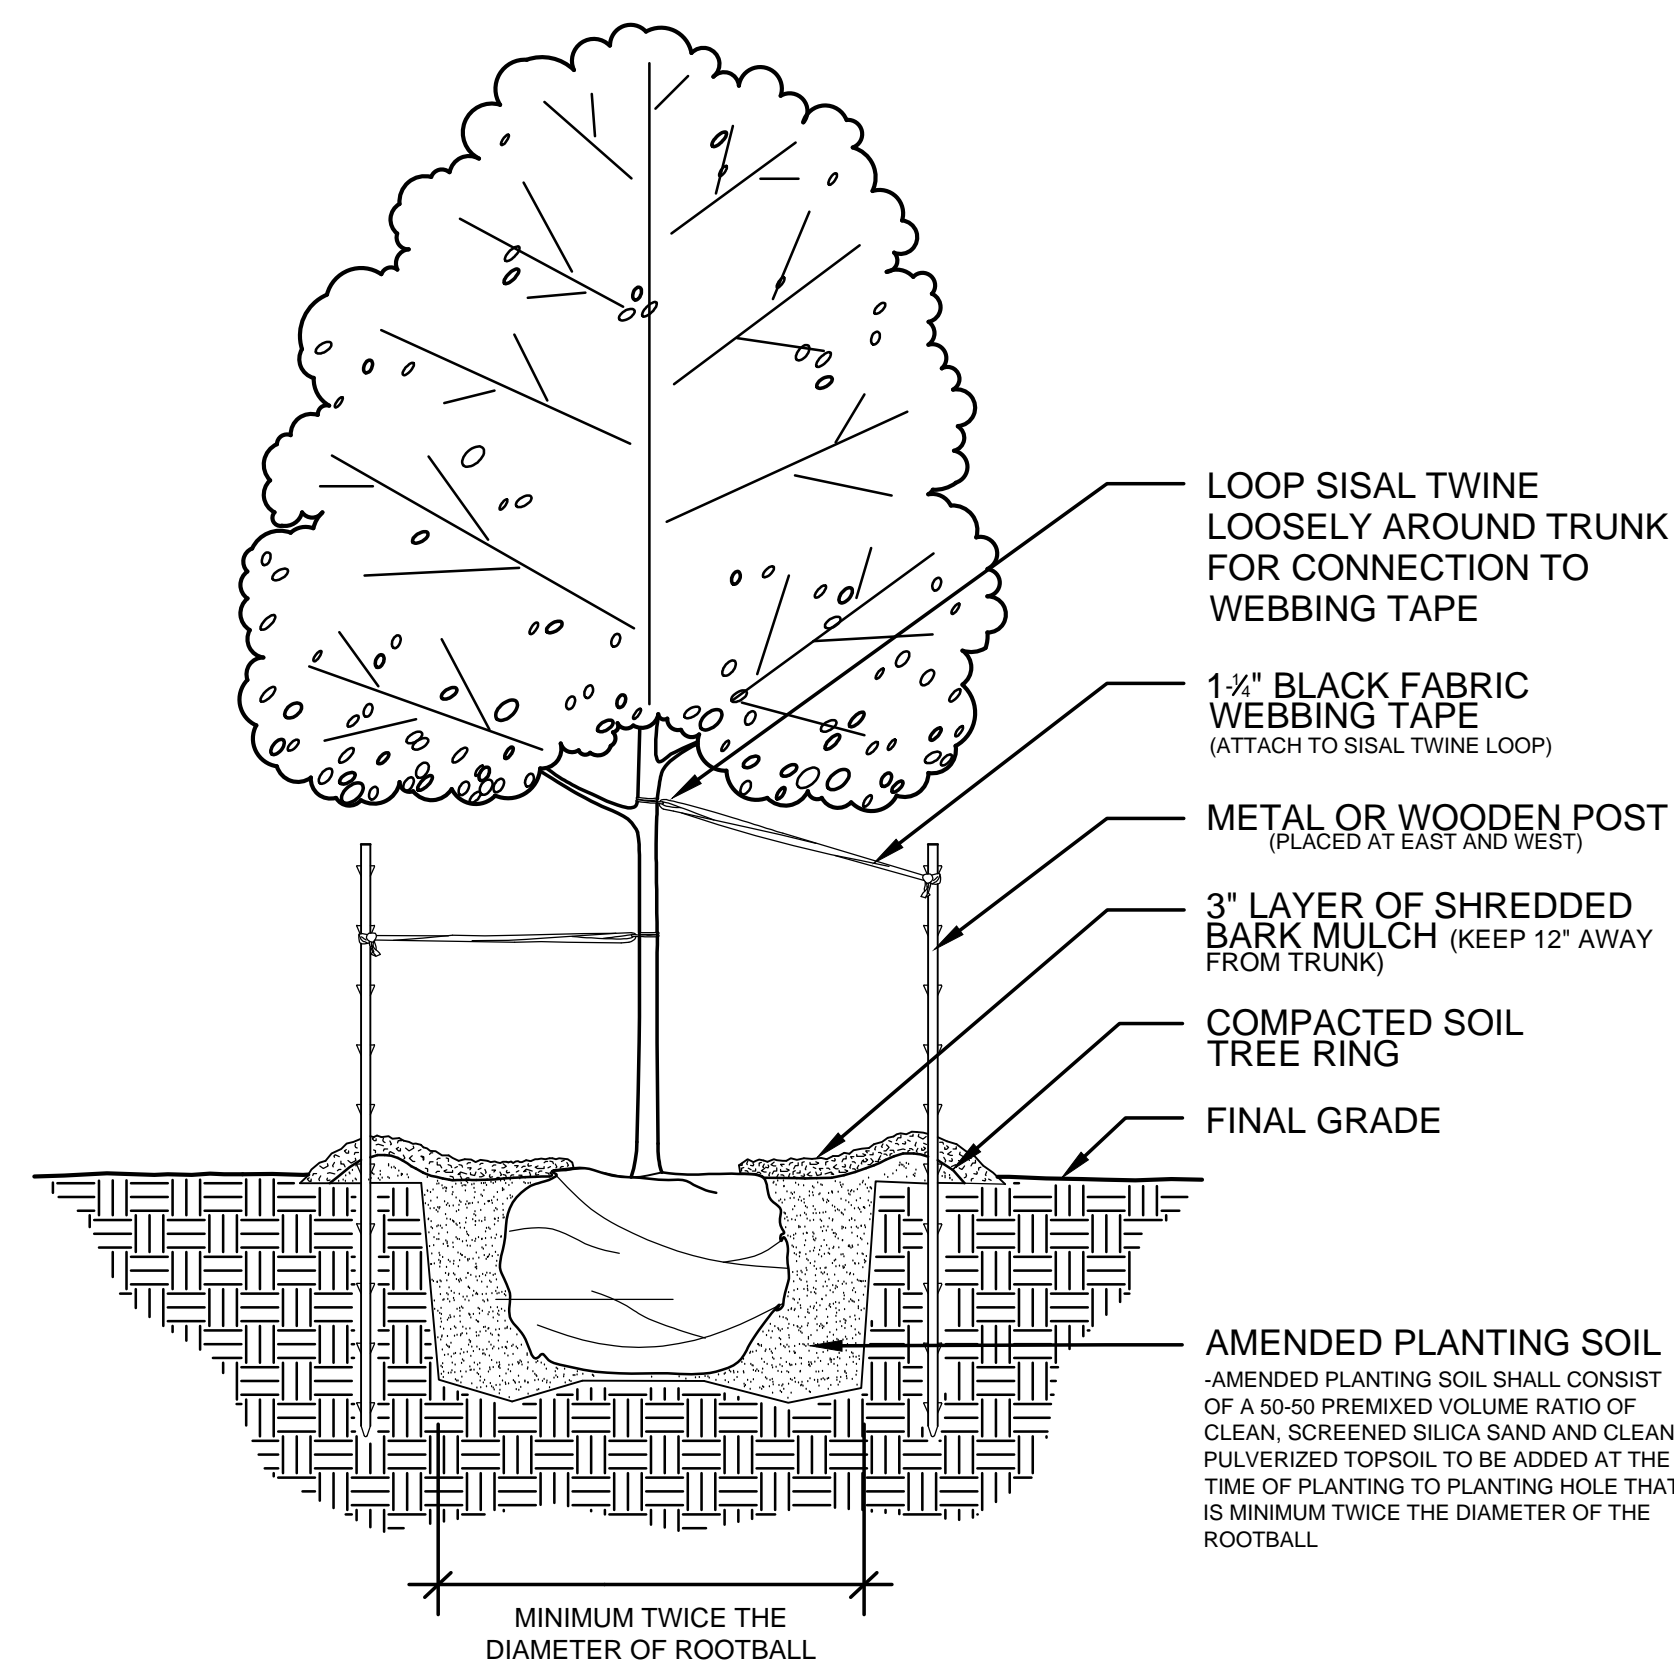 LOOP SISAL TWINE
LOOSELY AROUND TRUNK
FOR CONNECTION TO
WEBBING TAPE
1-¼" BLACK FABRIC
WEBBING TAPE
(ATTACH TO SISAL TWINE LOOP)
METAL OR WOODEN POST
(PLACED AT EAST AND WEST)
3" LAYER OF SHREDDED
BARK MULCH (KEEP 12" AWAY
FROM TRUNK)
COMPACTED SOIL
TREE RING
FINAL GRADE
AMENDED PLANTING SOIL
-AMENDED PLANTING SOIL SHALL CONSIST
OF A 50-50 PREMIXED VOLUME RATIO OF
CLEAN, SCREENED SILICA SAND AND CLEAN
PULVERIZED TOPSOIL TO BE ADDED AT THE
TIME OF PLANTING TO PLANTING HOLE THAT
IS MINIMUM TWICE THE DIAMETER OF THE
ROOTBALL
MINIMUM TWICE THE
DIAMETER OF ROOTBALL